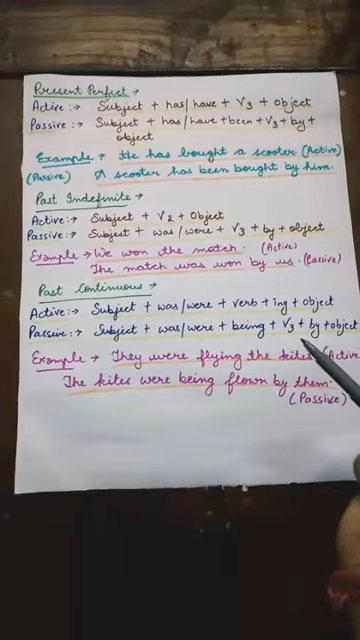 Present Perfect →
Active :→ Subject + has/have + V3 + object
Passive :→ Subject + has/have + been + V3 + by +
object
Example → He has bought a scooter (Active)
(Passive) A scooter has been bought by him.
Past Indefinite →
Active :→ Subject + V2 + Object
Passive :→ Subject + was/were + V3 + by + object
Example → We won the match. (Active)
The match was won by us. (Passive)
Past Continuous →
Active :→ Subject + was/were + verb + ing + object
Passive :→ Subject + was/were + being + V3 + by + object
Example → They were flying the kites. (Active
The kites were being flown by them.
(Passive)